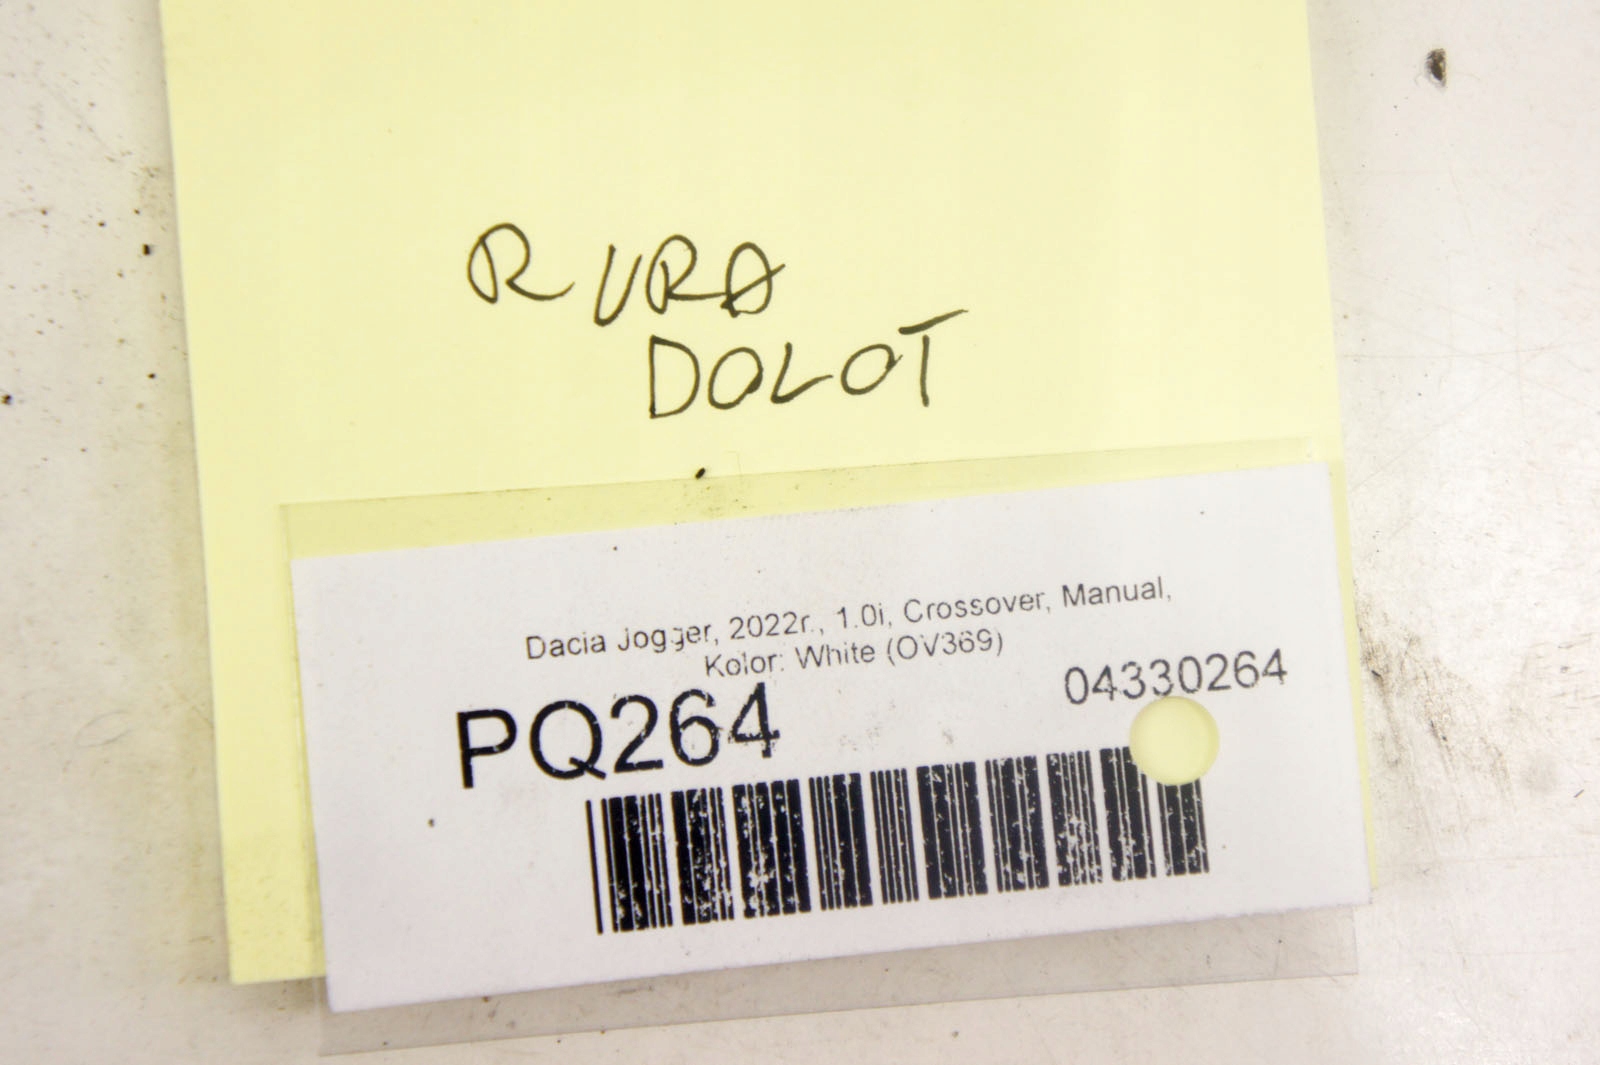 RURA
DOLOT
Dacia Jogger, 2022r., 1.0i, Crossover, Manual,
Kolor: White (OV369)
PQ264
04330264